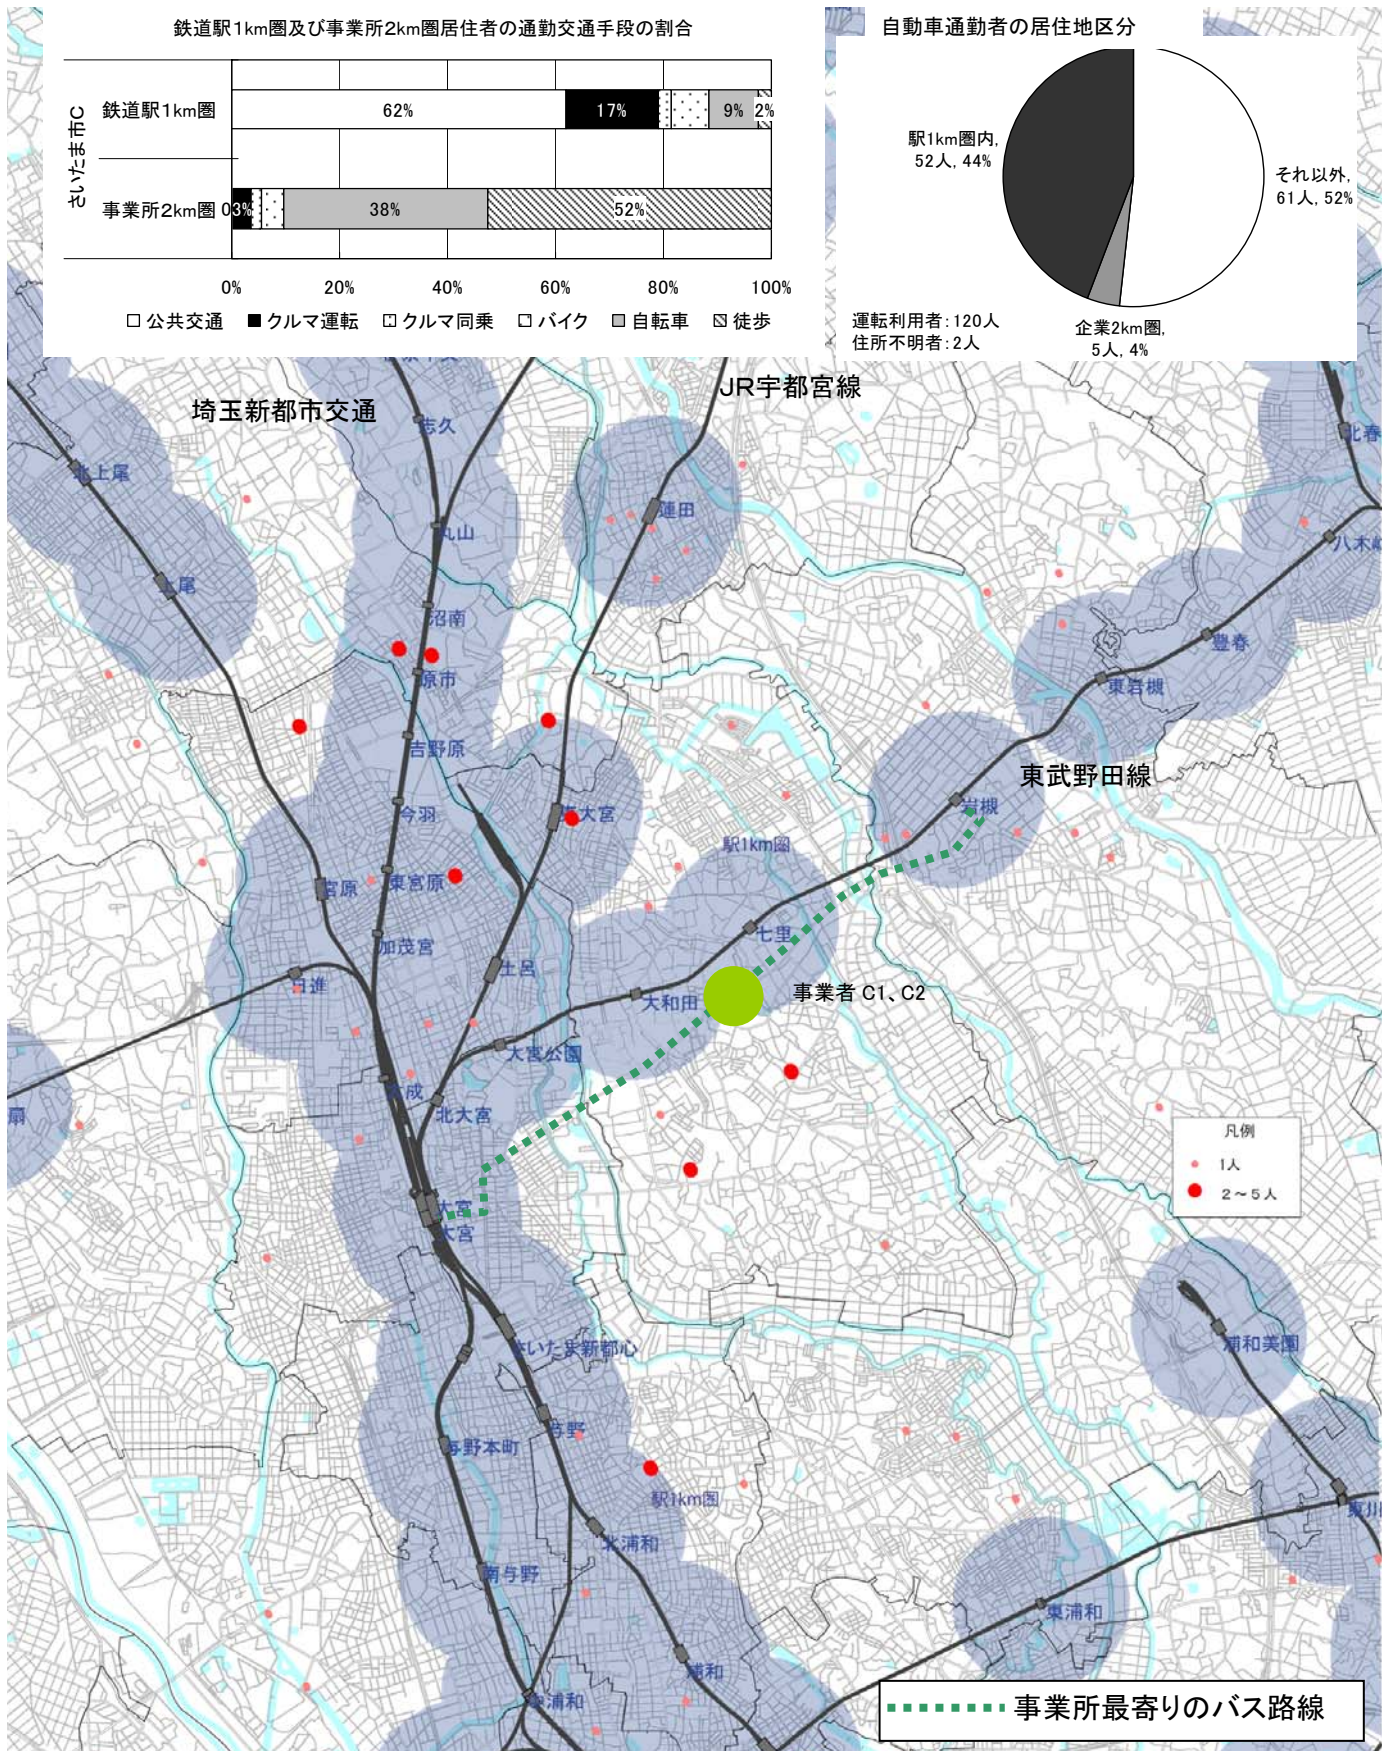 鉄道駅1km圏及び事業所2km圏居住者の通勤交通手段の割合
さいたま市C
鉄道駅1km圏
62%
17%
9%
2%
事業所2km圏
0
3%
38%
52%
0%
20%
40%
60%
80%
100%
公共交通
クルマ運転
クルマ同乗
バイク
自転車
徒歩
自動車通勤者の居住地区分
駅1km圏内,
52人, 44%
それ以外,
61人, 52%
企業2km圏,
5人, 4%
運転利用者：120人
住所不明者：2人
埼玉新都市交通
JR宇都宮線
志久
北上尾
蓮田
北春
丸山
八木崎
上尾
沼南
豊春
原市
東岩槻
吉野原
東武野田線
今羽
東大宮
岩槻
駅1km圏
宮原
東宮原
七里
加茂宮
土呂
日進
大和田
事業者 C1、C2
大宮公園
大成
北大宮
扇
凡例
1人
2～5人
大宮
大宮
さいたま新都心
浦和美園
与野
与野本町
駅1km圏
東川
北浦和
南与野
東浦和
浦和
中浦和
事業所最寄りのバス路線